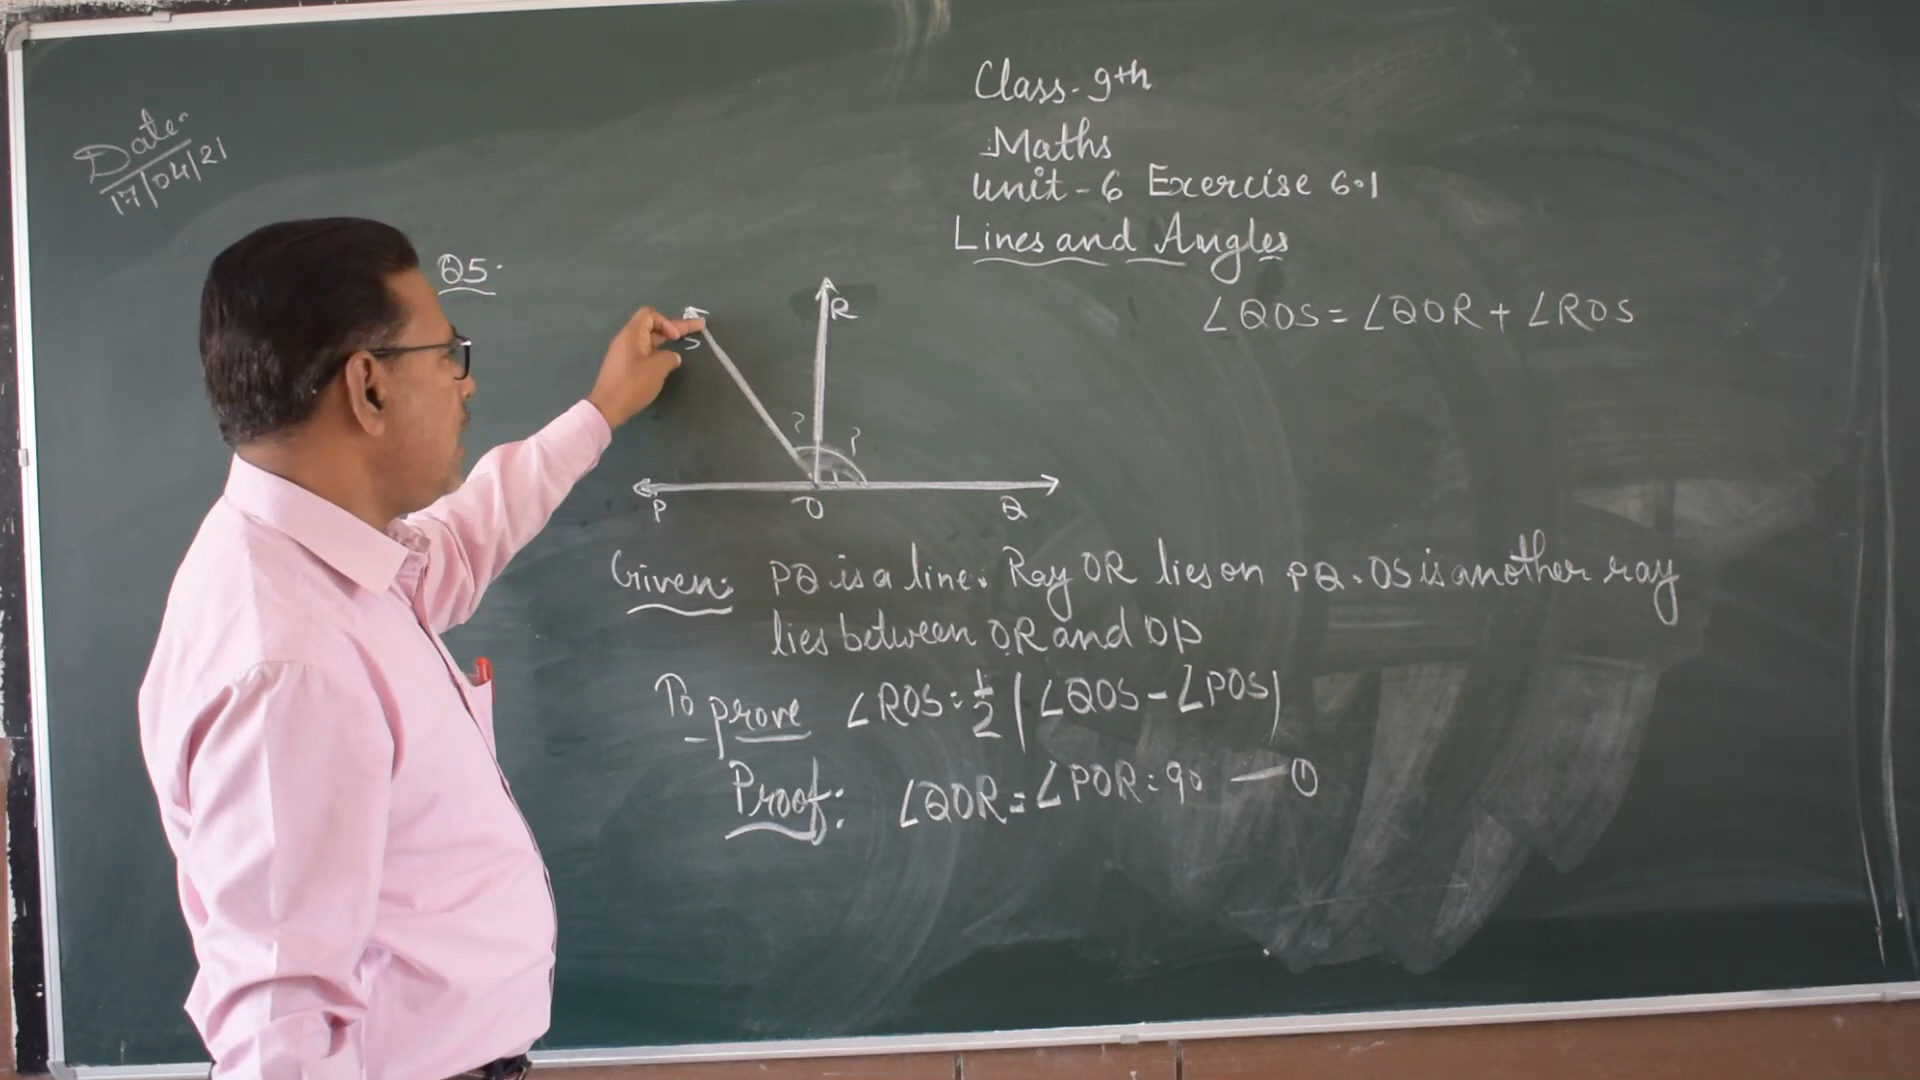 Date-
17/04/21
Class-9th
Maths
Unit-6 Exercise 6.1
Lines and Angles
Q5.
∠QOS=∠QOR+∠ROS
R
S
? ?
P O Q
Given: PQ is a line. Ray OR lies on PQ. OS is another ray
lies between OR and OP
To prove ∠ROS=1/2|∠QOS-∠POS|
Proof: ∠QOR=∠POR=90 —①